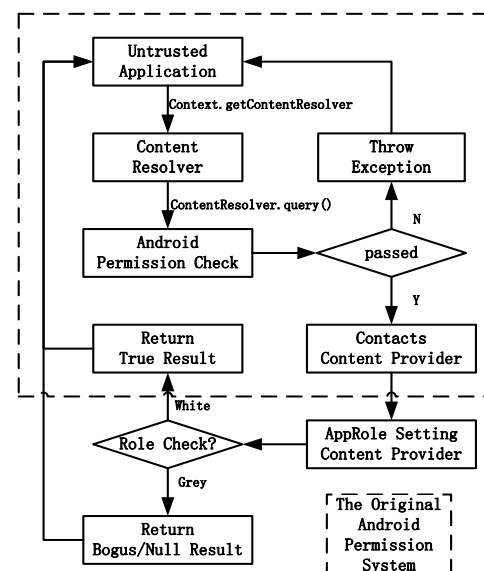 Untrusted
Application
Context.getContentResolver
Content
Resolver
Throw
Exception
ContentResolver.query()
N
Android
Permission Check
passed
Y
Return
True Result
Contacts
Content Provider
White
Role Check?
AppRole Setting
Content Provider
Grey
Return
Bogus/Null Result
The Original
Android
Permission
System